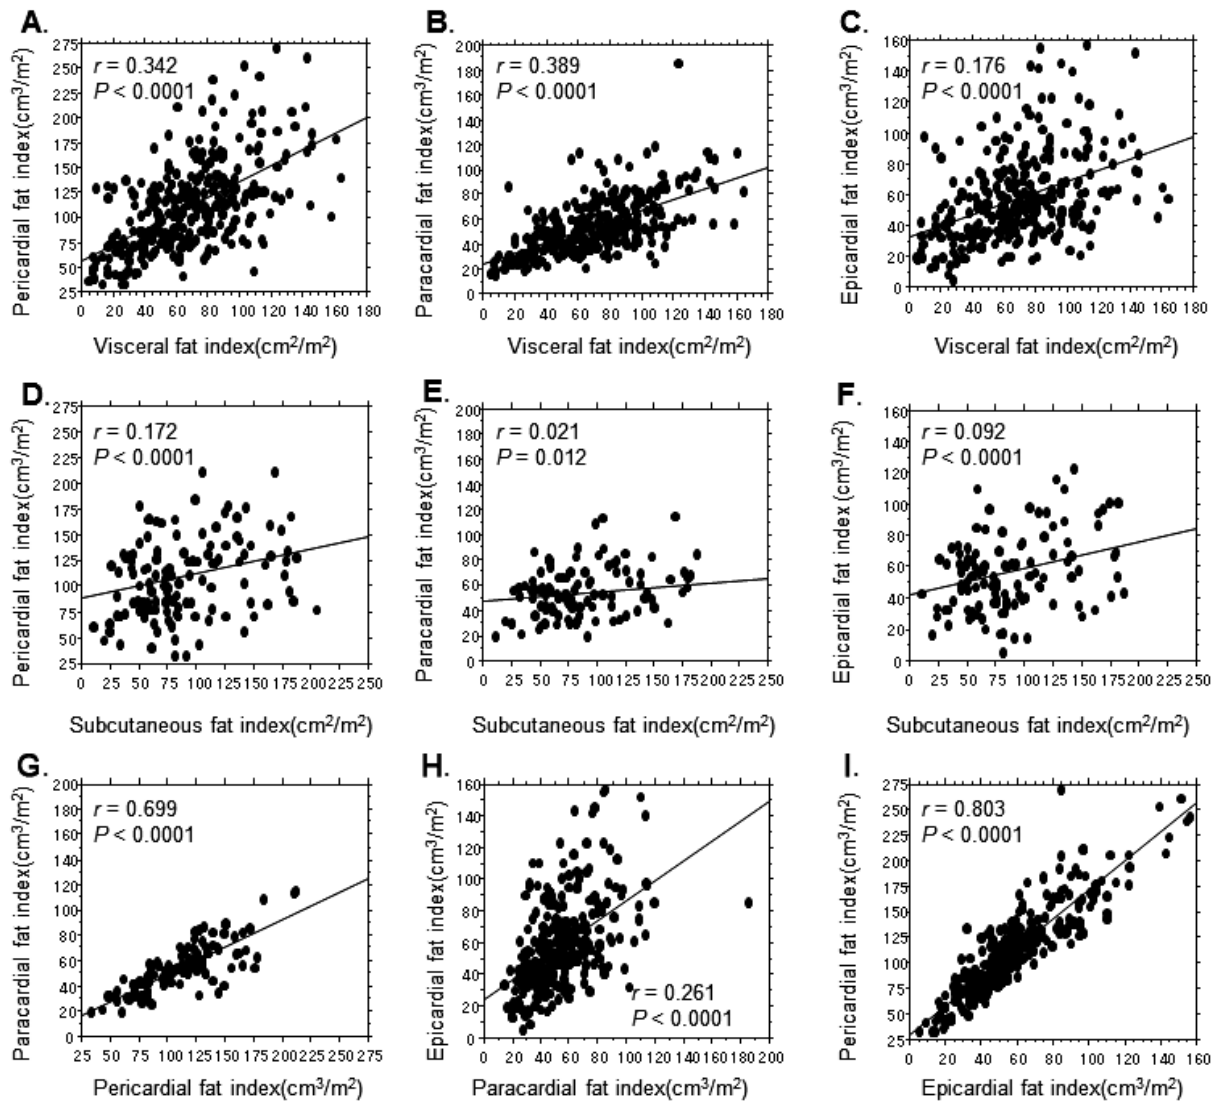 A.
Pericardial fat index(cm³/m²)
275
250
225
200
175
150
125
100
75
50
25
r = 0.342
P < 0.0001
0 20 40 60 80 100 120 140 160 180
Visceral fat index(cm²/m²)
B.
Paracardial fat index(cm³/m²)
200
180
160
140
120
100
80
60
40
20
0
r = 0.389
P < 0.0001
0 20 40 60 80 100 120 140 160 180
Visceral fat index(cm²/m²)
C.
Epicardial fat index(cm³/m²)
160
140
120
100
80
60
40
20
0
r = 0.176
P < 0.0001
0 20 40 60 80 100 120 140 160 180
Visceral fat index(cm²/m²)
D.
Pericardial fat index(cm³/m²)
275
250
225
200
175
150
125
100
75
50
25
r = 0.172
P < 0.0001
0 25 50 75 100 125 150 175 200 225 250
Subcutaneous fat index(cm²/m²)
E.
Paracardial fat index(cm³/m²)
200
180
160
140
120
100
80
60
40
20
0
r = 0.021
P = 0.012
0 25 50 75 100 125 150 175 200 225 250
Subcutaneous fat index(cm²/m²)
F.
Epicardial fat index (cm³/m²)
160
140
120
100
80
60
40
20
0
r = 0.092
P < 0.0001
0 25 50 75 100 125 150 175 200 225 250
Subcutaneous fat index(cm²/m²)
G.
Paracardial fat index(cm³/m²)
200
180
160
140
120
100
80
60
40
20
0
r = 0.699
P < 0.0001
25 50 75 100 125 150 175 200 225 250 275
Pericardial fat index(cm³/m²)
H.
Epicardial fat index(cm³/m²)
160
140
120
100
80
60
40
20
0
r = 0.261
P < 0.0001
0 20 40 60 80 100 120 140 160 180 200
Paracardial fat index(cm³/m²)
I.
Pericardial fat index(cm³/m²)
275
250
225
200
175
150
125
100
75
50
25
r = 0.803
P < 0.0001
0 20 40 60 80 100 120 140 160
Epicardial fat index(cm³/m²)